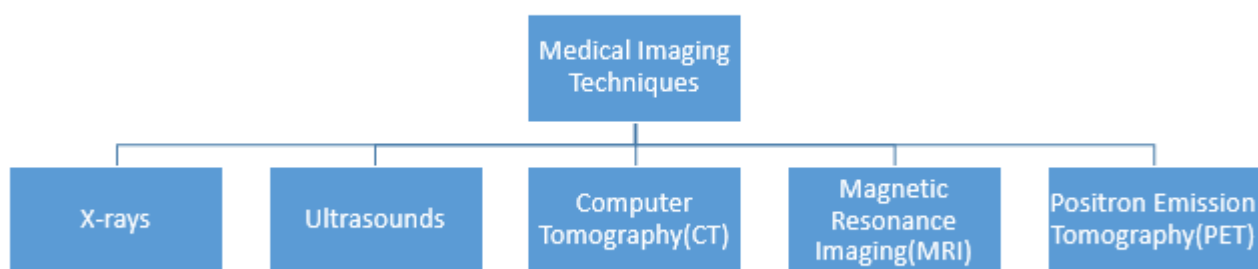 Medical Imaging
Techniques
X-rays
Ultrasounds
Computer
Tomography(CT)
Magnetic
Resonance
Imaging(MRI)
Positron Emission
Tomography(PET)